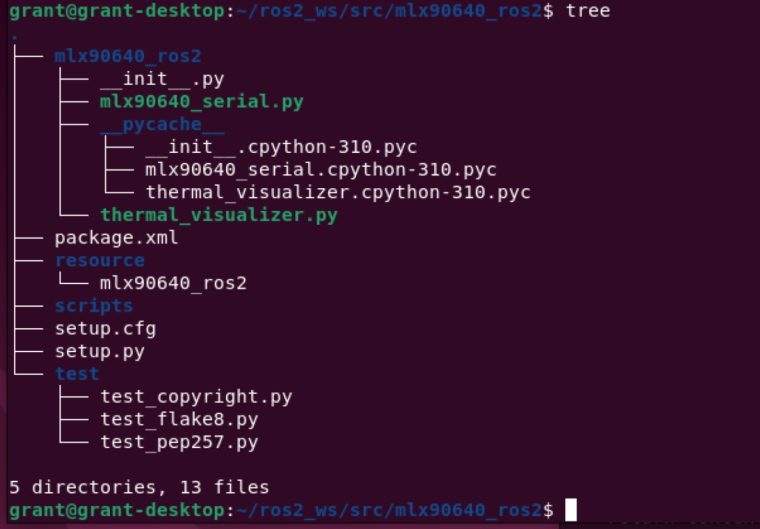 grant@grant-desktop:~/ros2_ws/src/mlx90640_ros2$ tree
.
├── mlx90640_ros2
│   ├── __init__.py
│   ├── mlx90640_serial.py
│   ├── __pycache__
│   │   ├── __init__.cpython-310.pyc
│   │   ├── mlx90640_serial.cpython-310.pyc
│   │   └── thermal_visualizer.cpython-310.pyc
│   └── thermal_visualizer.py
├── package.xml
├── resource
│   └── mlx90640_ros2
├── scripts
├── setup.cfg
├── setup.py
└── test
    ├── test_copyright.py
    ├── test_flake8.py
    └── test_pep257.py

5 directories, 13 files
grant@grant-desktop:~/ros2_ws/src/mlx90640_ros2$